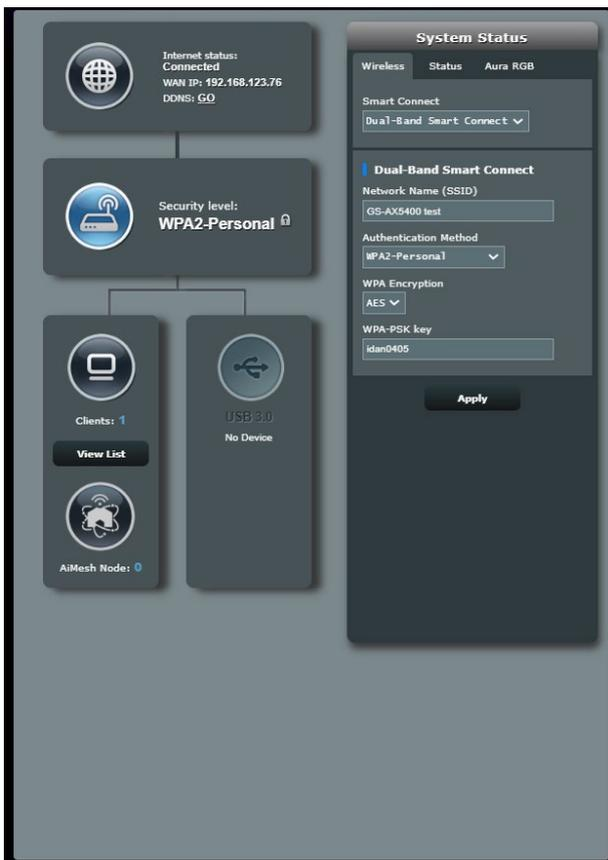 Internet status:
Connected
WAN IP: 192.168.123.76
DDNS: GO
Security level:
WPA2-Personal
Clients: 1
View List
AiMesh Node: 0
USB 3.0
No Device
System Status
Wireless Status Aura RGB
Smart Connect
Dual-Band Smart Connect
Dual-Band Smart Connect
Network Name (SSID)
GS-AX5400 test
Authentication Method
WPA2-Personal
WPA Encryption
AES
WPA-PSK key
idan0405
Apply